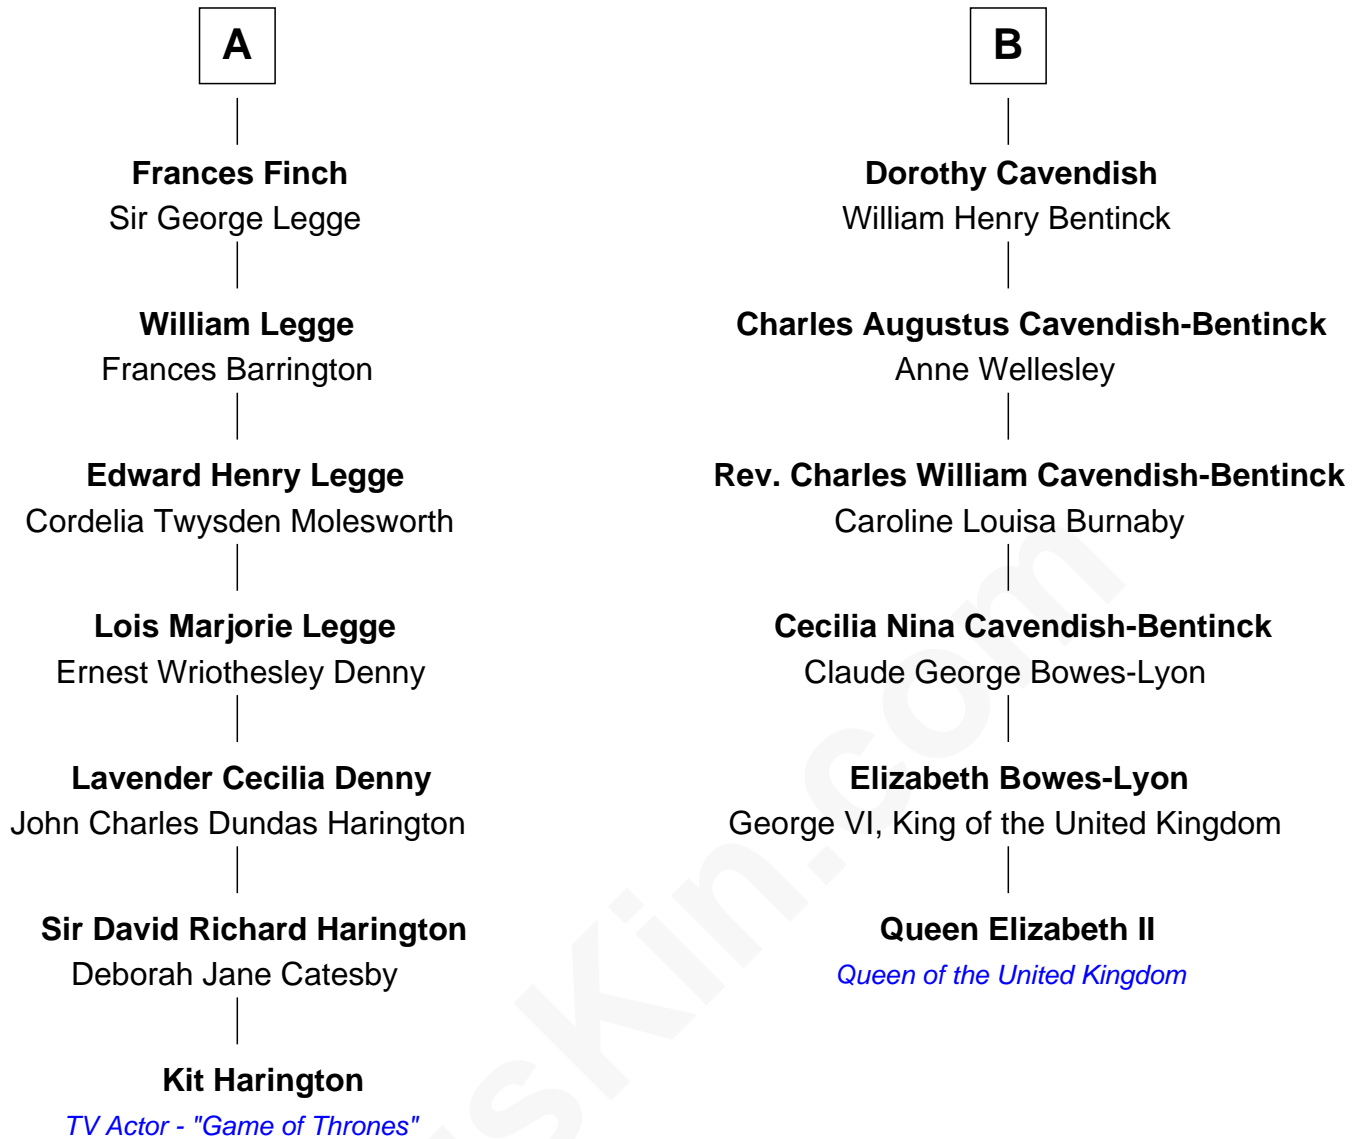 A
Frances Finch
Sir George Legge
William Legge
Frances Barrington
Edward Henry Legge
Cordelia Twysden Molesworth
Lois Marjorie Legge
Ernest Wriothesley Denny
Lavender Cecilia Denny
John Charles Dundas Harington
Sir David Richard Harington
Deborah Jane Catesby
Kit Harington
TV Actor - "Game of Thrones"
B
Dorothy Cavendish
William Henry Bentinck
Charles Augustus Cavendish-Bentinck
Anne Wellesley
Rev. Charles William Cavendish-Bentinck
Caroline Louisa Burnaby
Cecilia Nina Cavendish-Bentinck
Claude George Bowes-Lyon
Elizabeth Bowes-Lyon
George VI, King of the United Kingdom
Queen Elizabeth II
Queen of the United Kingdom